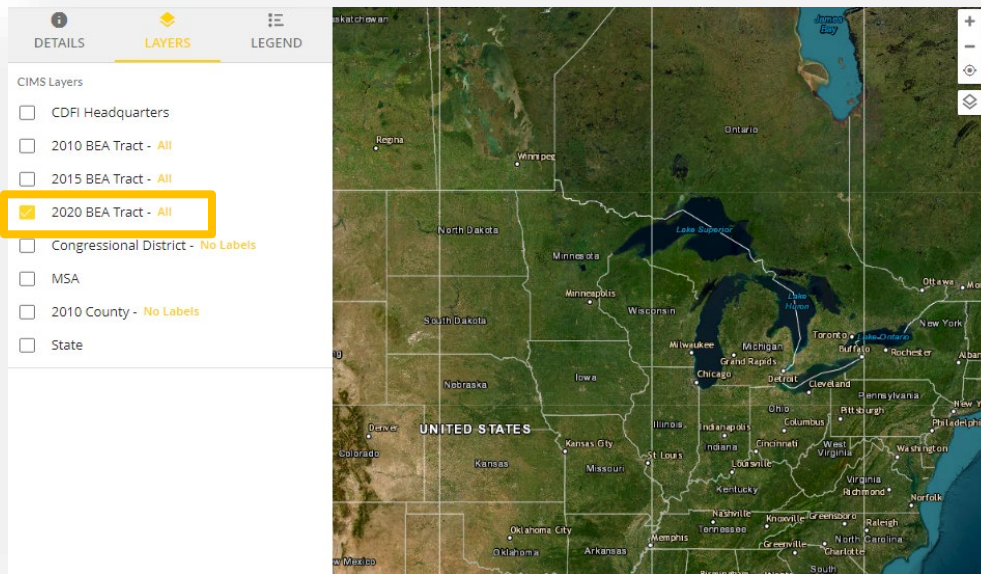 DETAILS
LAYERS
LEGEND
CIMS Layers
CDFI Headquarters
2010 BEA Tract - All
2015 BEA Tract - All
2020 BEA Tract - All
Congressional District - No Labels
MSA
2010 County - No Labels
State
skatchewan
James Bay
Ontario
Regina
Winnipeg
North Dakota
Lake Superior
Minnesota
Ottawa
Minneapolis
Lake Huron
Wisconsin
South Dakota
New York
Toronto
Lake Ontario
Milwaukee
Michigan
Buffalo
Rochester
Grand Rapids
Chicago
Detroit
Iowa
Cleveland
Nebraska
Pennsylvania
Ohio
Pittsburgh
New Y
Denver
UNITED STATES
Illinois
Indianapolis
Columbus
Philadelphi
Colorado
Kansas City
St Louis
Indiana
Cincinnati
West Virginia
Washington
Kansas
Missouri
Louisville
Virginia
Kentucky
Richmond
Norfolk
Nashville
Knoxville
Greensboro
Raleigh
Oklahoma City
Tennessee
Memphis
Greenville
North Carolina
Charlotte
Oklahoma
Arkansas
w Mexico
South